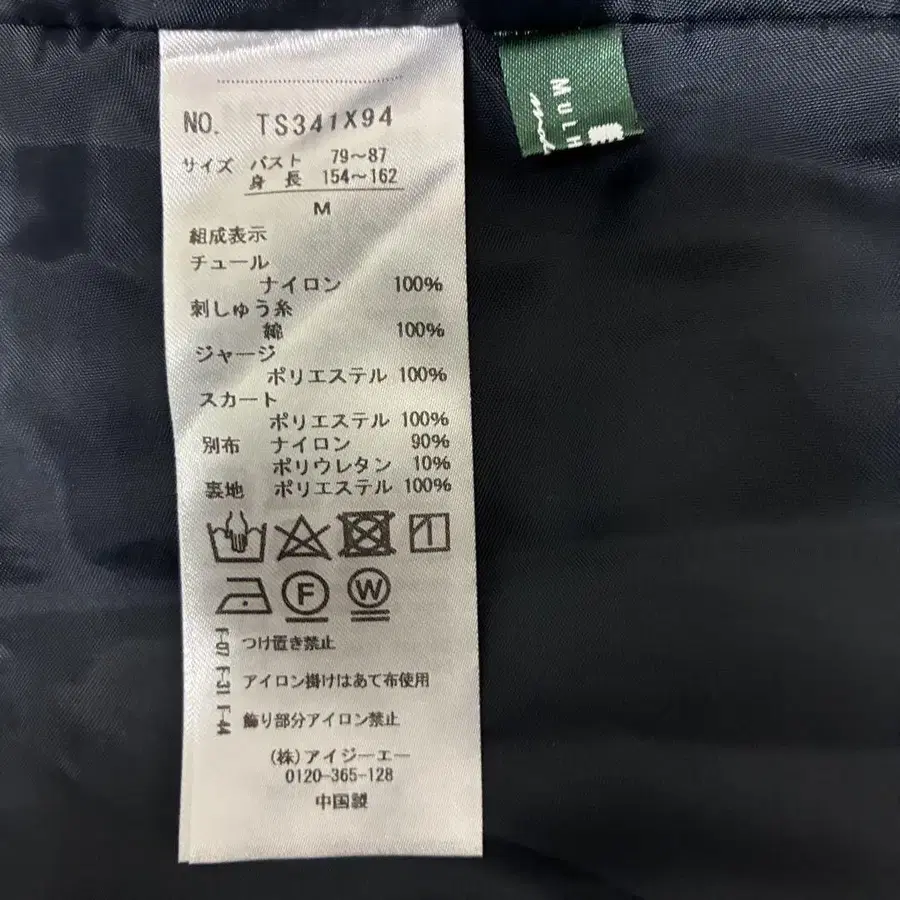 NO. TS341X94
サイズ バスト 79～87
身 長 154～162
M
組成表示
チュール
ナイロン 100%
刺しゅう糸
綿 100%
ジャージ
ポリエステル 100%
スカート
ポリエステル 100%
別布 ナイロン 90%
ポリウレタン 10%
裏地 ポリエステル 100%
F
W
つけ置き禁止
アイロン掛けはあて布使用
飾り部分アイロン禁止
F-07 F-31 F-44
(株)アイジーエー
0120-365-128
中国製